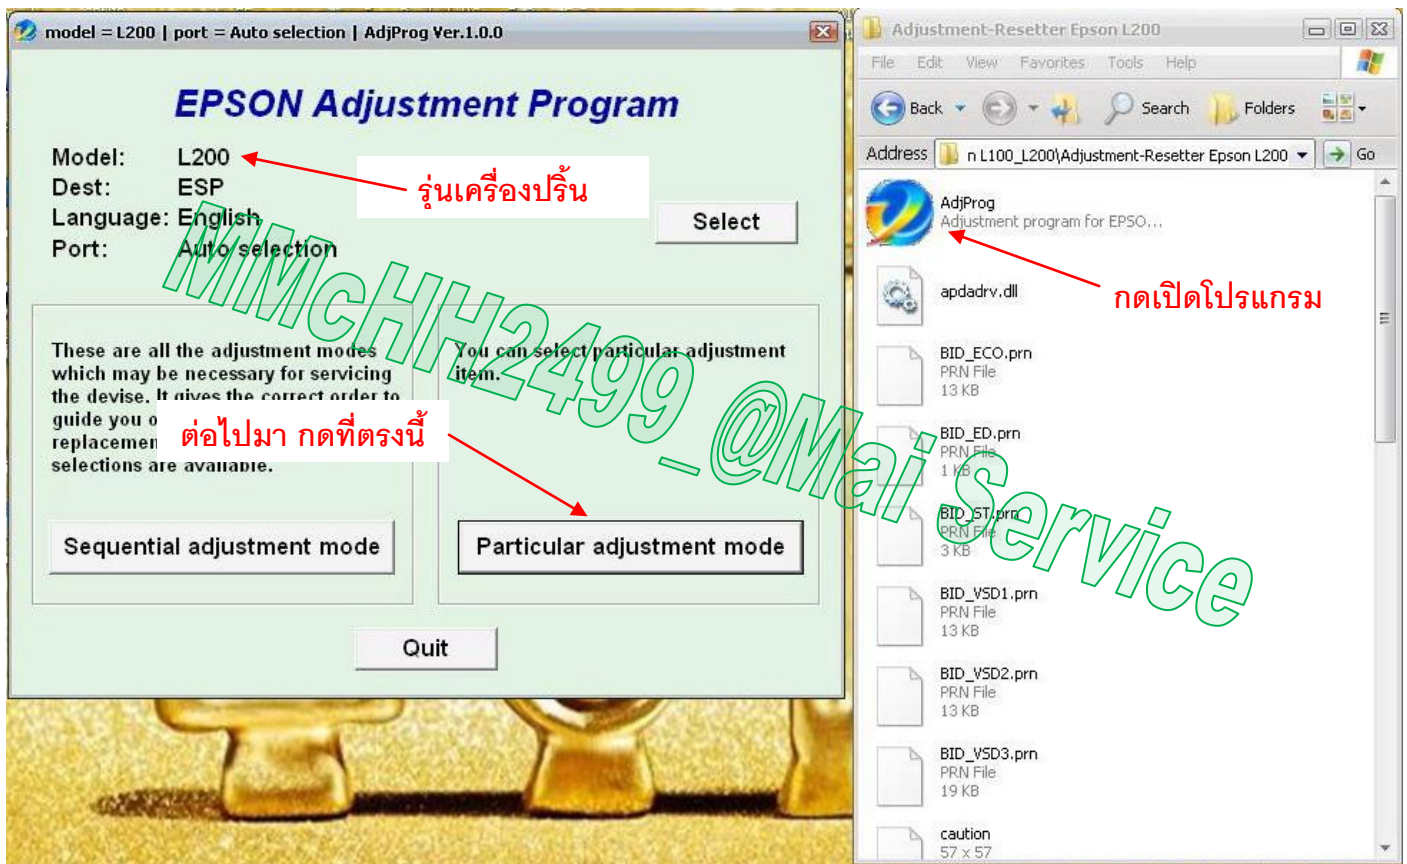 model = L200 | port = Auto selection | AdjProg Ver.1.0.0
EPSON Adjustment Program
Model: L200
รุ่นเครื่องปริ้น
Dest: ESP
Language: English
Port: Auto selection
Select
These are all the adjustment modes
which may be necessary for servicing
the devise. It gives the correct order to
guide you
replacemen
selections are available.
ต่อไปมา กดที่ตรงนี้
You can select particular adjustment
item.
Sequential adjustment mode
Particular adjustment mode
Quit
MMcHH2499_@Mai Service
Adjustment-Resetter Epson L200
File Edit View Favorites Tools Help
Back Search Folders
Address n L100_L200\Adjustment-Resetter Epson L200 Go
AdjProg
Adjustment program for EPSO...
กดเปิดโปรแกรม
apdadrv.dll
BID_ECO.prn
PRN File
13 KB
BID_ED.prn
PRN File
1 KB
BID_ST.prn
PRN File
3 KB
BID_VSD1.prn
PRN File
13 KB
BID_VSD2.prn
PRN File
13 KB
BID_VSD3.prn
PRN File
19 KB
caution
57 x 57